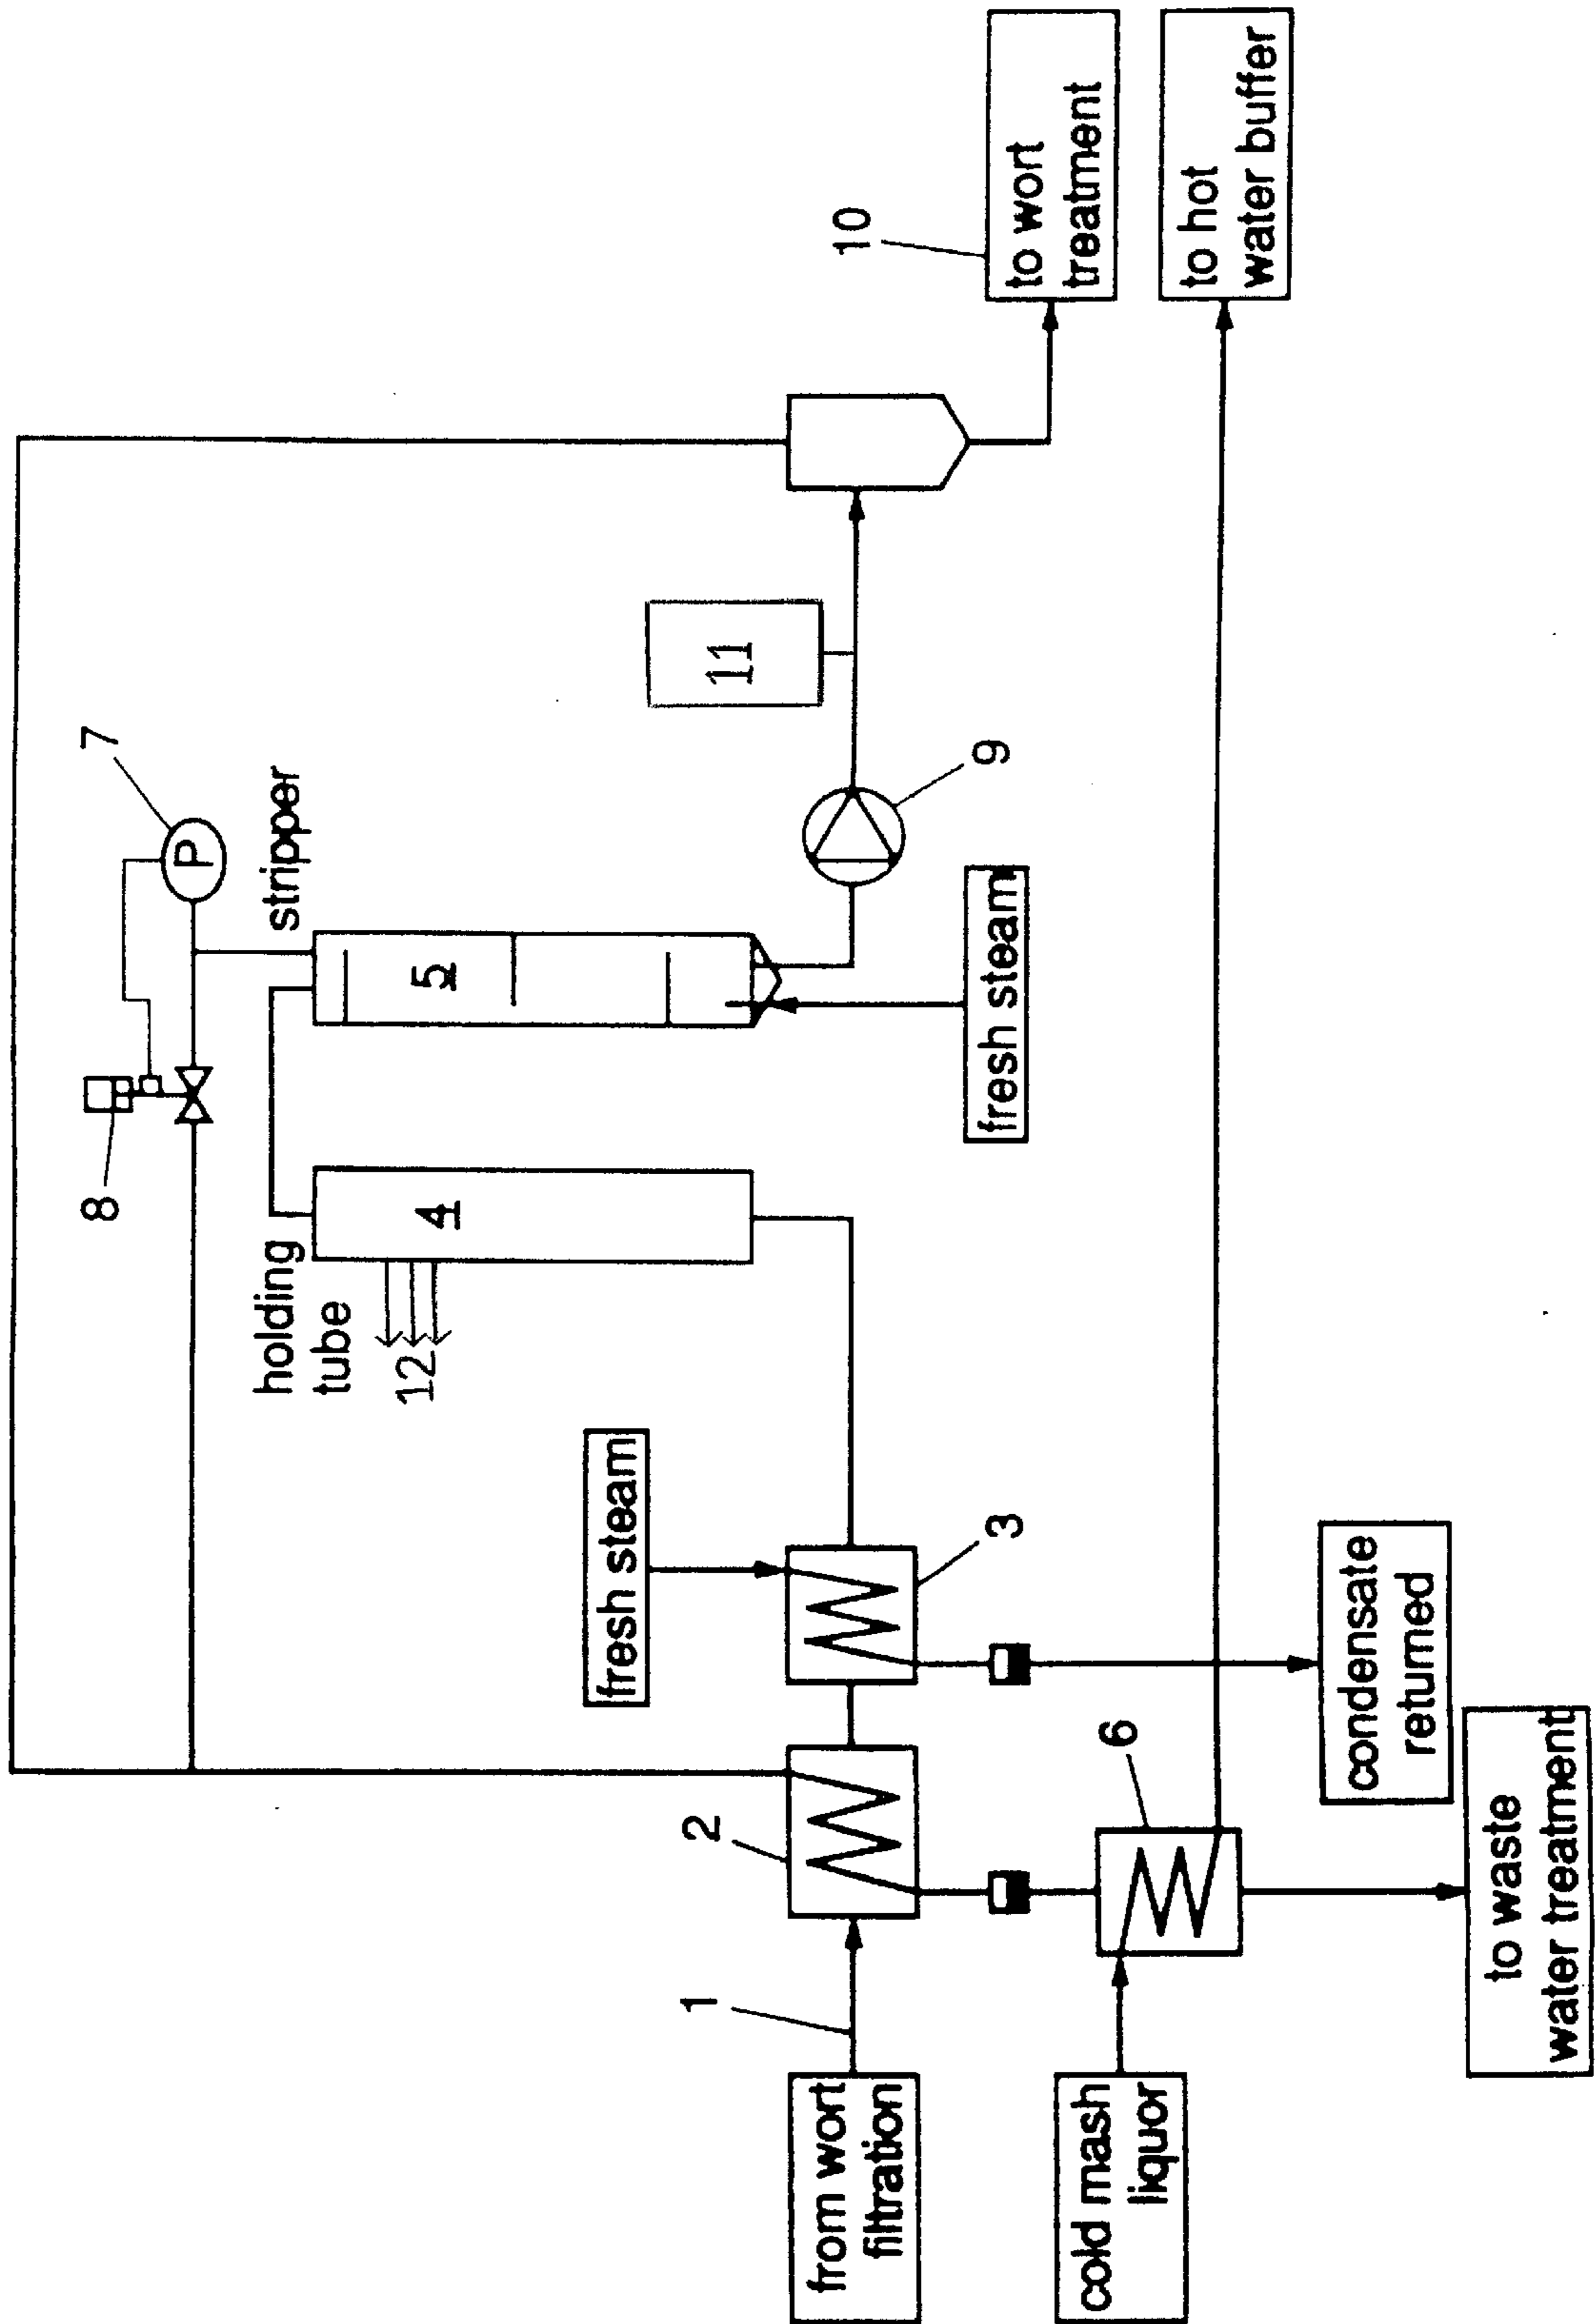 8
7
P
holding
tube
stripper
4
5
12
11
10
fresh steam
9
from wort
filtration
1
2
3
fresh steam
to wort
treatment
cold mash
liquor
6
to hot
water buffer
condensate
returned
to waste
water treatment